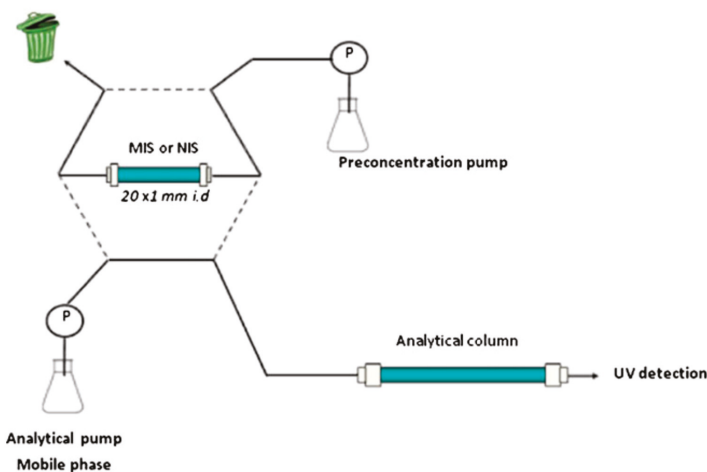 P
MIS or NIS
Preconcentration pump
20 x1 mm i.d
P
Analytical column
UV detection
Analytical pump
Mobile phase